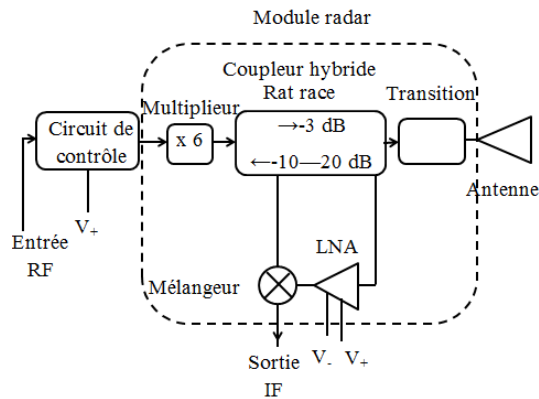 Module radar
Coupleur hybride
Rat race
Multiplieur
Transition
Circuit de
contrôle
x 6
→-3 dB
←-10—20 dB
Antenne
V+
Entrée
RF
LNA
Mélangeur
V- V+
Sortie
IF